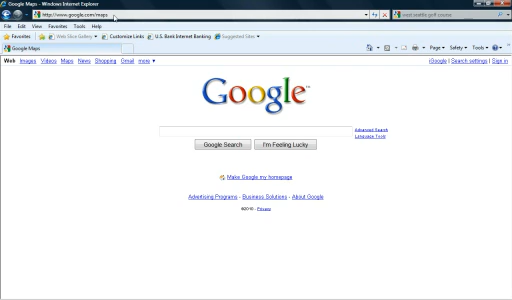 Google Maps - Windows Internet Explorer
http://www.google.com/maps
west seattle golf course
File Edit View Favorites Tools Help
Favorites Web Slice Gallery Customize Links U.S. Bank Internet Banking Suggested Sites
Google Maps
Page Safety Tools
Web Images Videos Maps News Shopping Gmail more ▼
iGoogle | Search settings | Sign in
Google™
Advanced Search
Language Tools
Google Search I'm Feeling Lucky
Make Google my homepage
Advertising Programs - Business Solutions - About Google
©2010 - Privacy